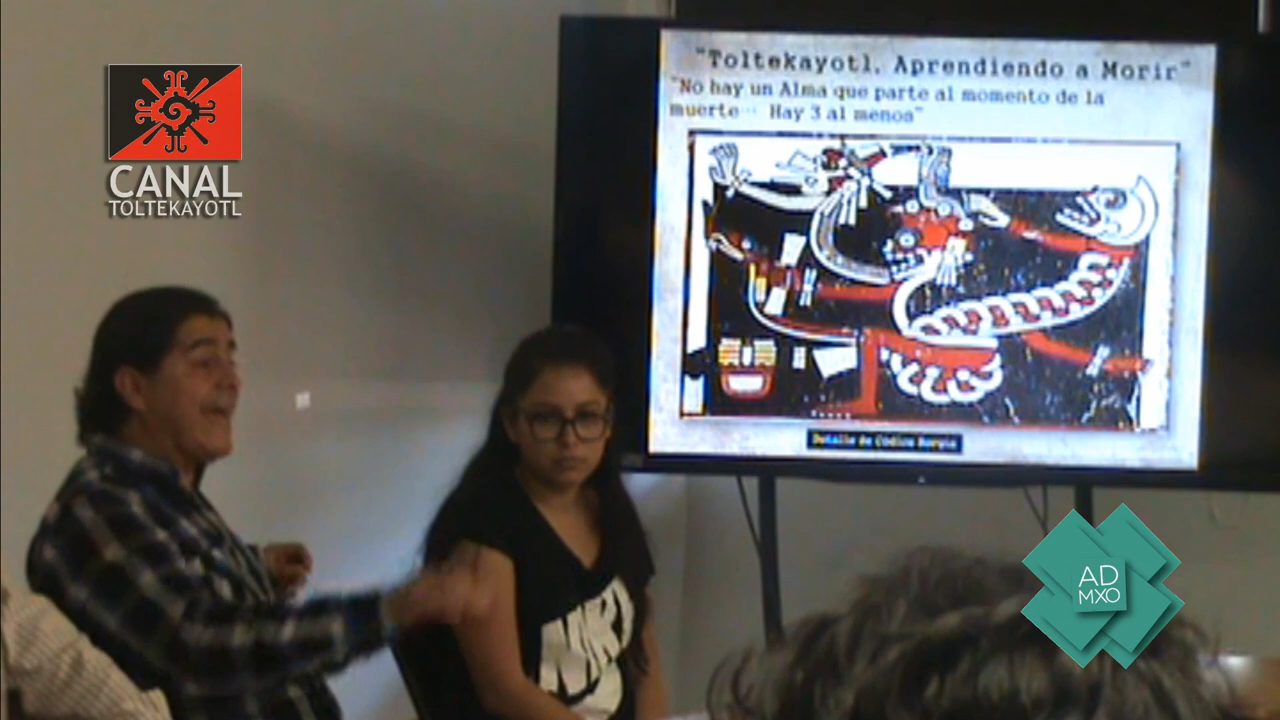 CANAL
TOLTEKAYOTL
"Toltekayotl, Aprendiendo a Morir"
"No hay un Alma que parte al momento de la
muerte… Hay 3 al menos"
Detalle de Códice Borgia
AD
MXO